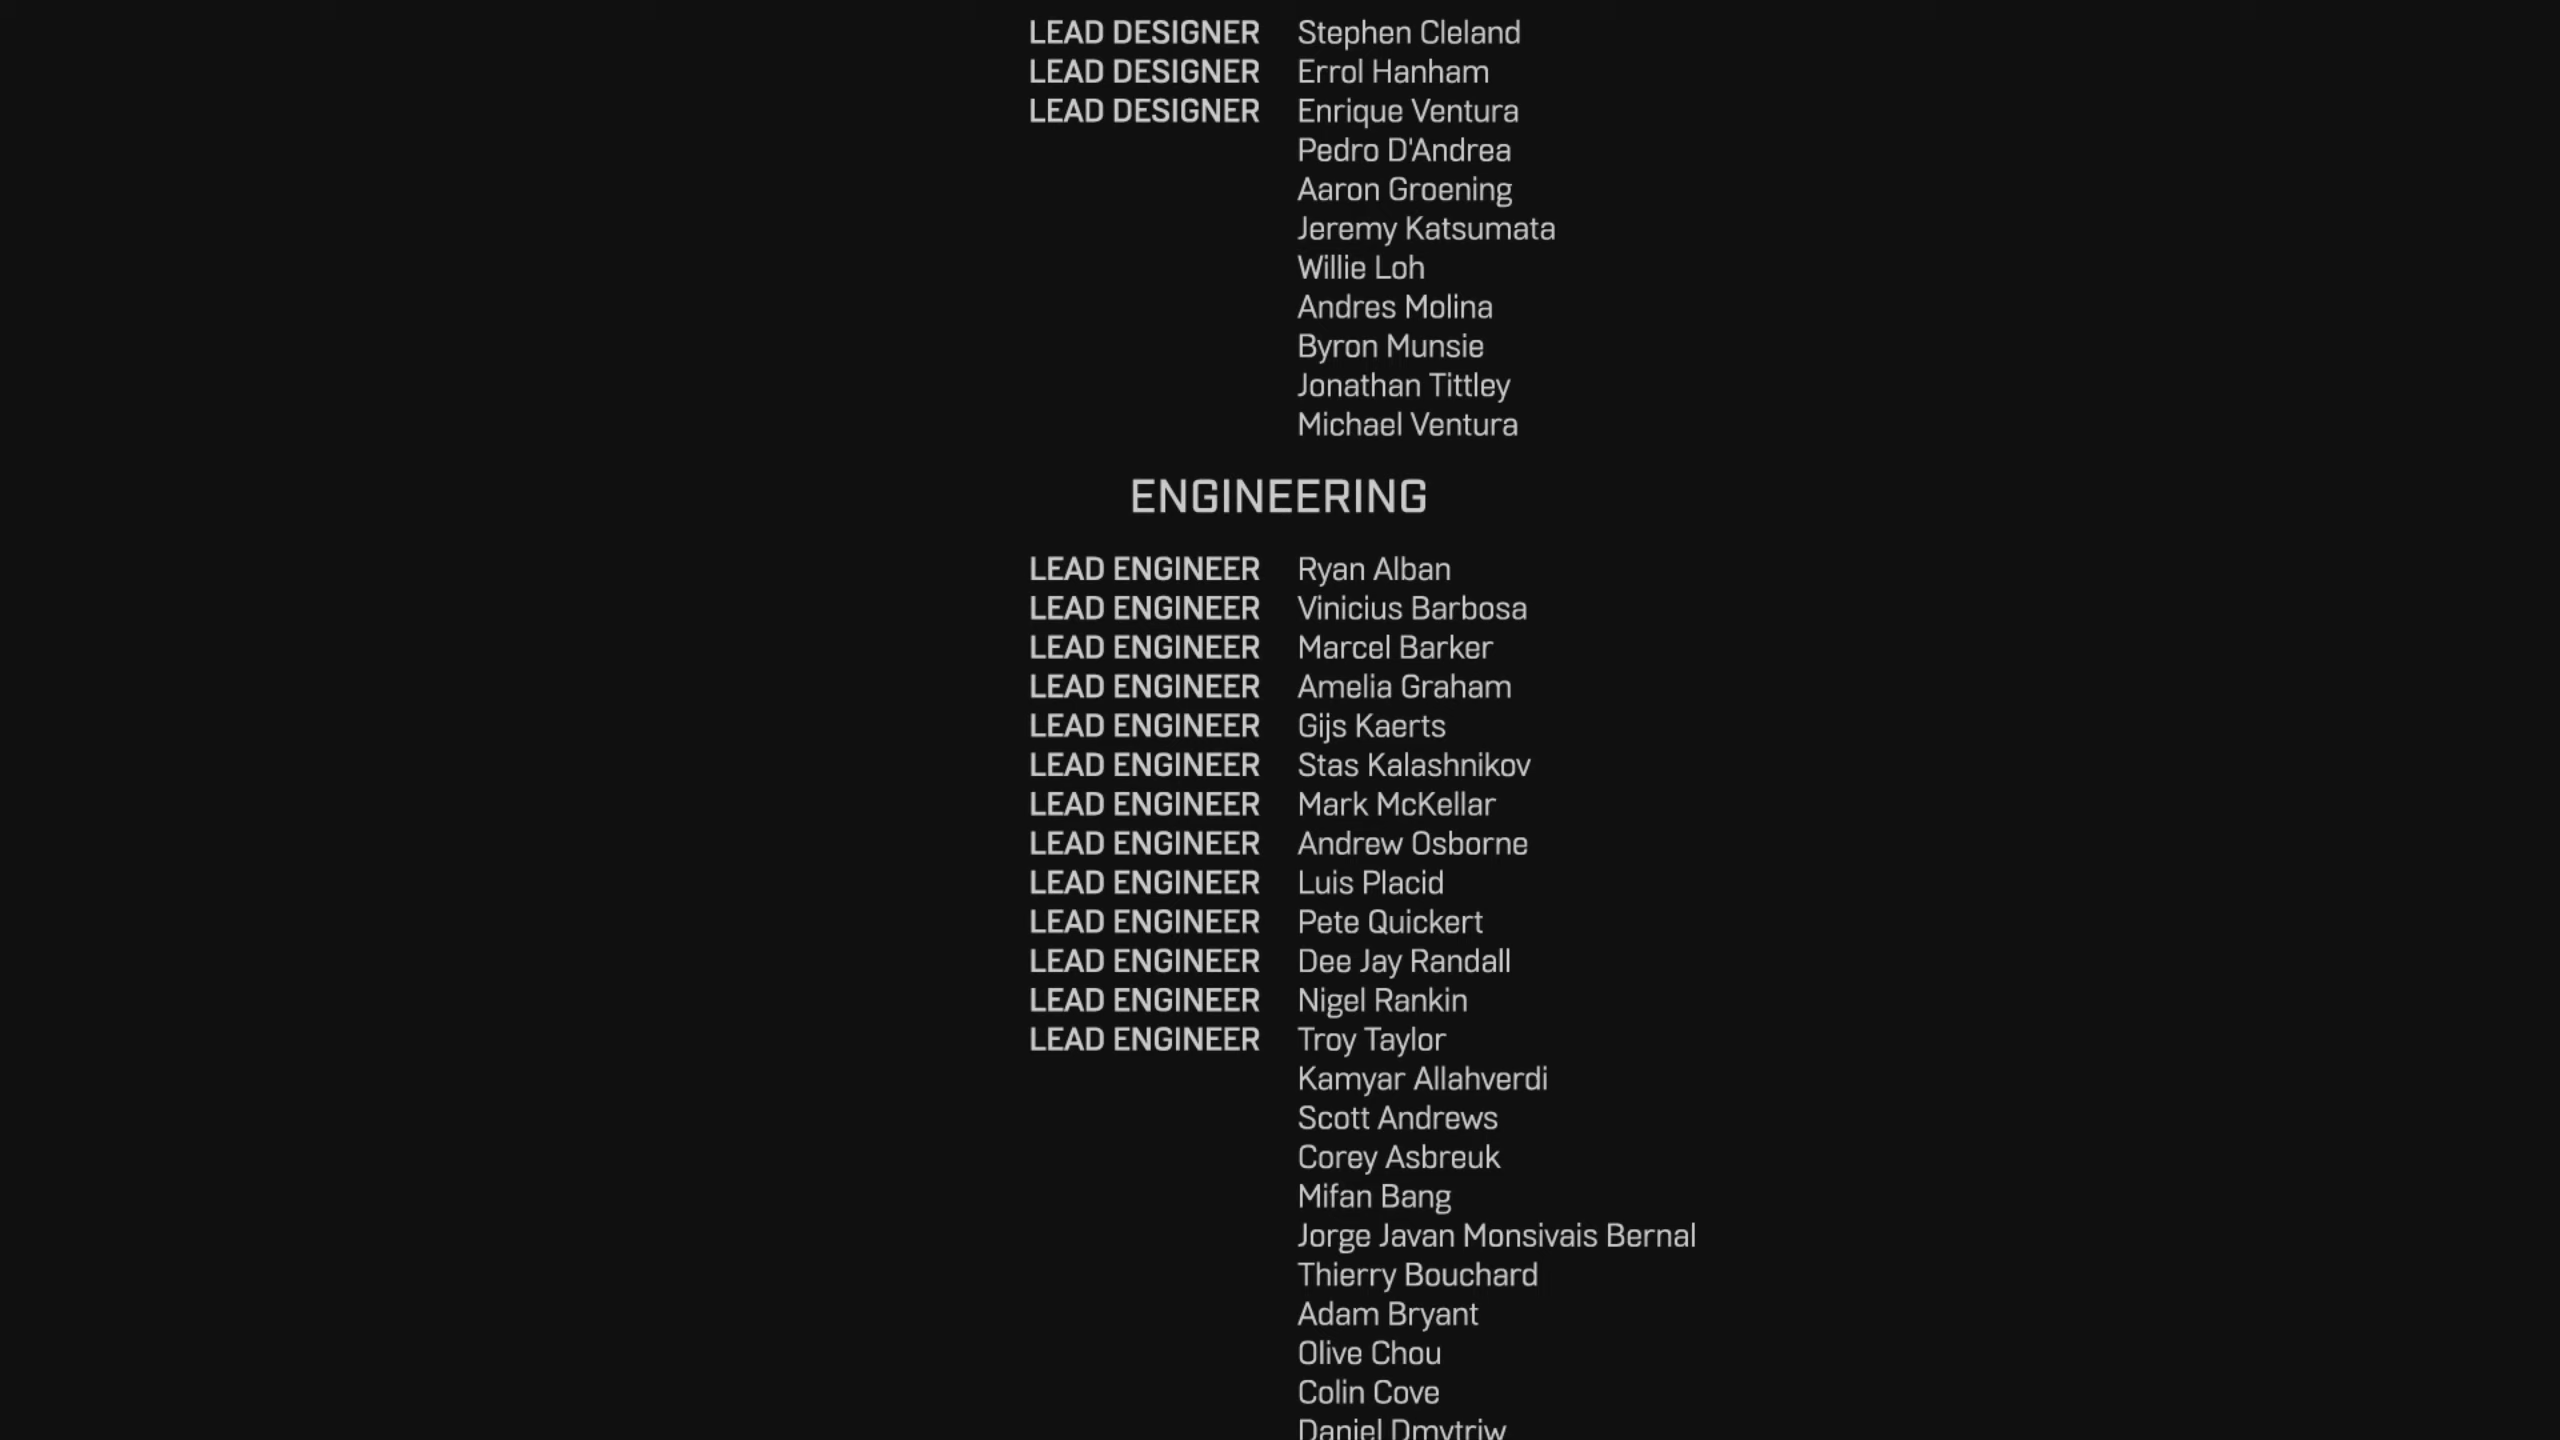 LEAD DESIGNER Stephen Cleland
LEAD DESIGNER Errol Hanham
LEAD DESIGNER Enrique Ventura
Pedro D'Andrea
Aaron Groening
Jeremy Katsumata
Willie Loh
Andres Molina
Byron Munsie
Jonathan Tittley
Michael Ventura
ENGINEERING
LEAD ENGINEER Ryan Alban
LEAD ENGINEER Vinicius Barbosa
LEAD ENGINEER Marcel Barker
LEAD ENGINEER Amelia Graham
LEAD ENGINEER Gijs Kaerts
LEAD ENGINEER Stas Kalashnikov
LEAD ENGINEER Mark McKellar
LEAD ENGINEER Andrew Osborne
LEAD ENGINEER Luis Placid
LEAD ENGINEER Pete Quickert
LEAD ENGINEER Dee Jay Randall
LEAD ENGINEER Nigel Rankin
LEAD ENGINEER Troy Taylor
Kamyar Allahverdi
Scott Andrews
Corey Asbreuk
Mifan Bang
Jorge Javan Monsivais Bernal
Thierry Bouchard
Adam Bryant
Olive Chou
Colin Cove
Daniel Dmytriw